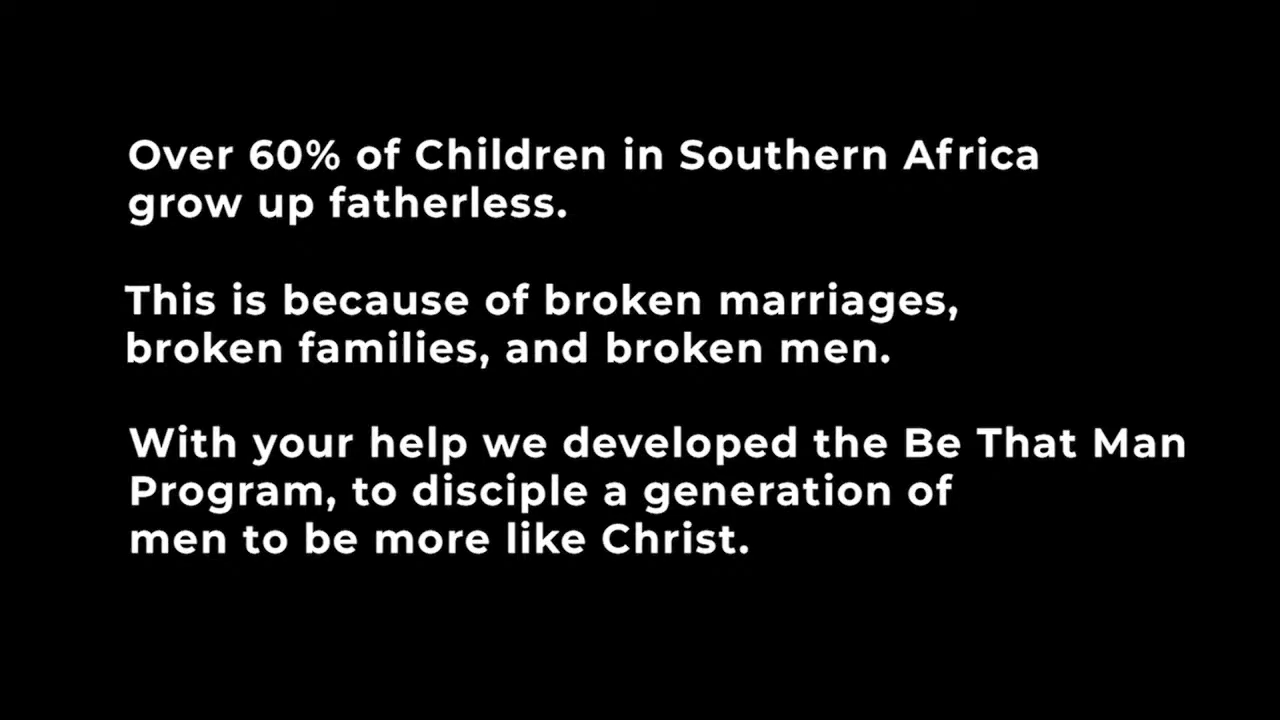 Over 60% of Children in Southern Africa
grow up fatherless.
This is because of broken marriages,
broken families, and broken men.
With your help we developed the Be That Man
Program, to disciple a generation of
men to be more like Christ.